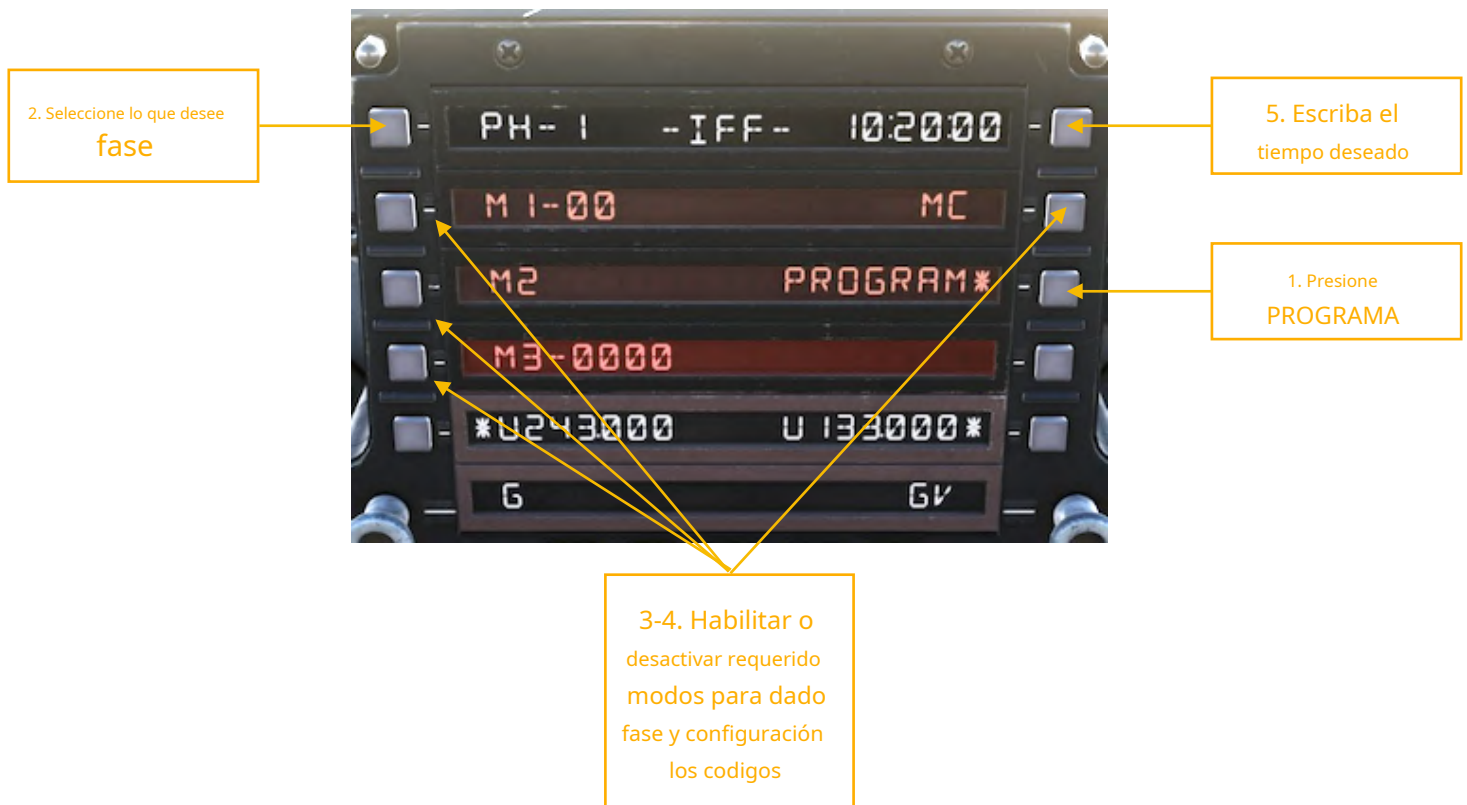 2. Seleccione lo que desee
fase
PH-1 -IFF- 10:20:00
M1-00 MC
M2 PROGRAM*
M3-0000
*U243.000 U133.000*
G GV
5. Escriba el
tiempo deseado
1. Presione
PROGRAMA
3-4. Habilitar o
desactivar requerido
modos para dado
fase y configuración
los codigos